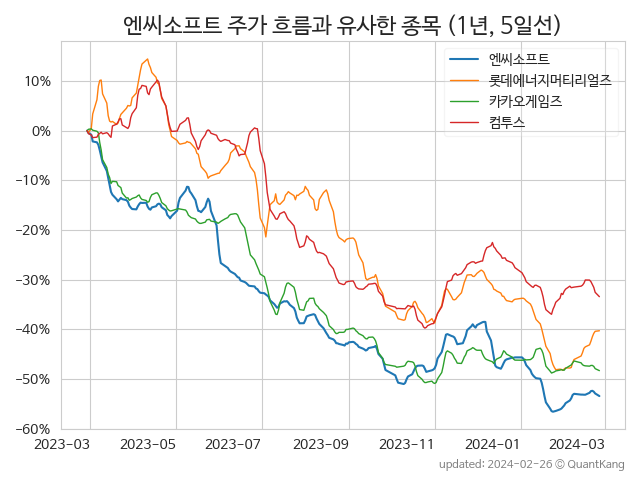 엔씨소프트 주가 흐름과 유사한 종목 (1년, 5일선)
엔씨소프트
롯데에너지머티리얼즈
카카오게임즈
컴투스
10%
0%
−10%
−20%
−30%
−40%
−50%
−60%
2023-03 2023-05 2023-07 2023-09 2023-11 2024-01 2024-03
updated: 2024-02-26 © QuantKang